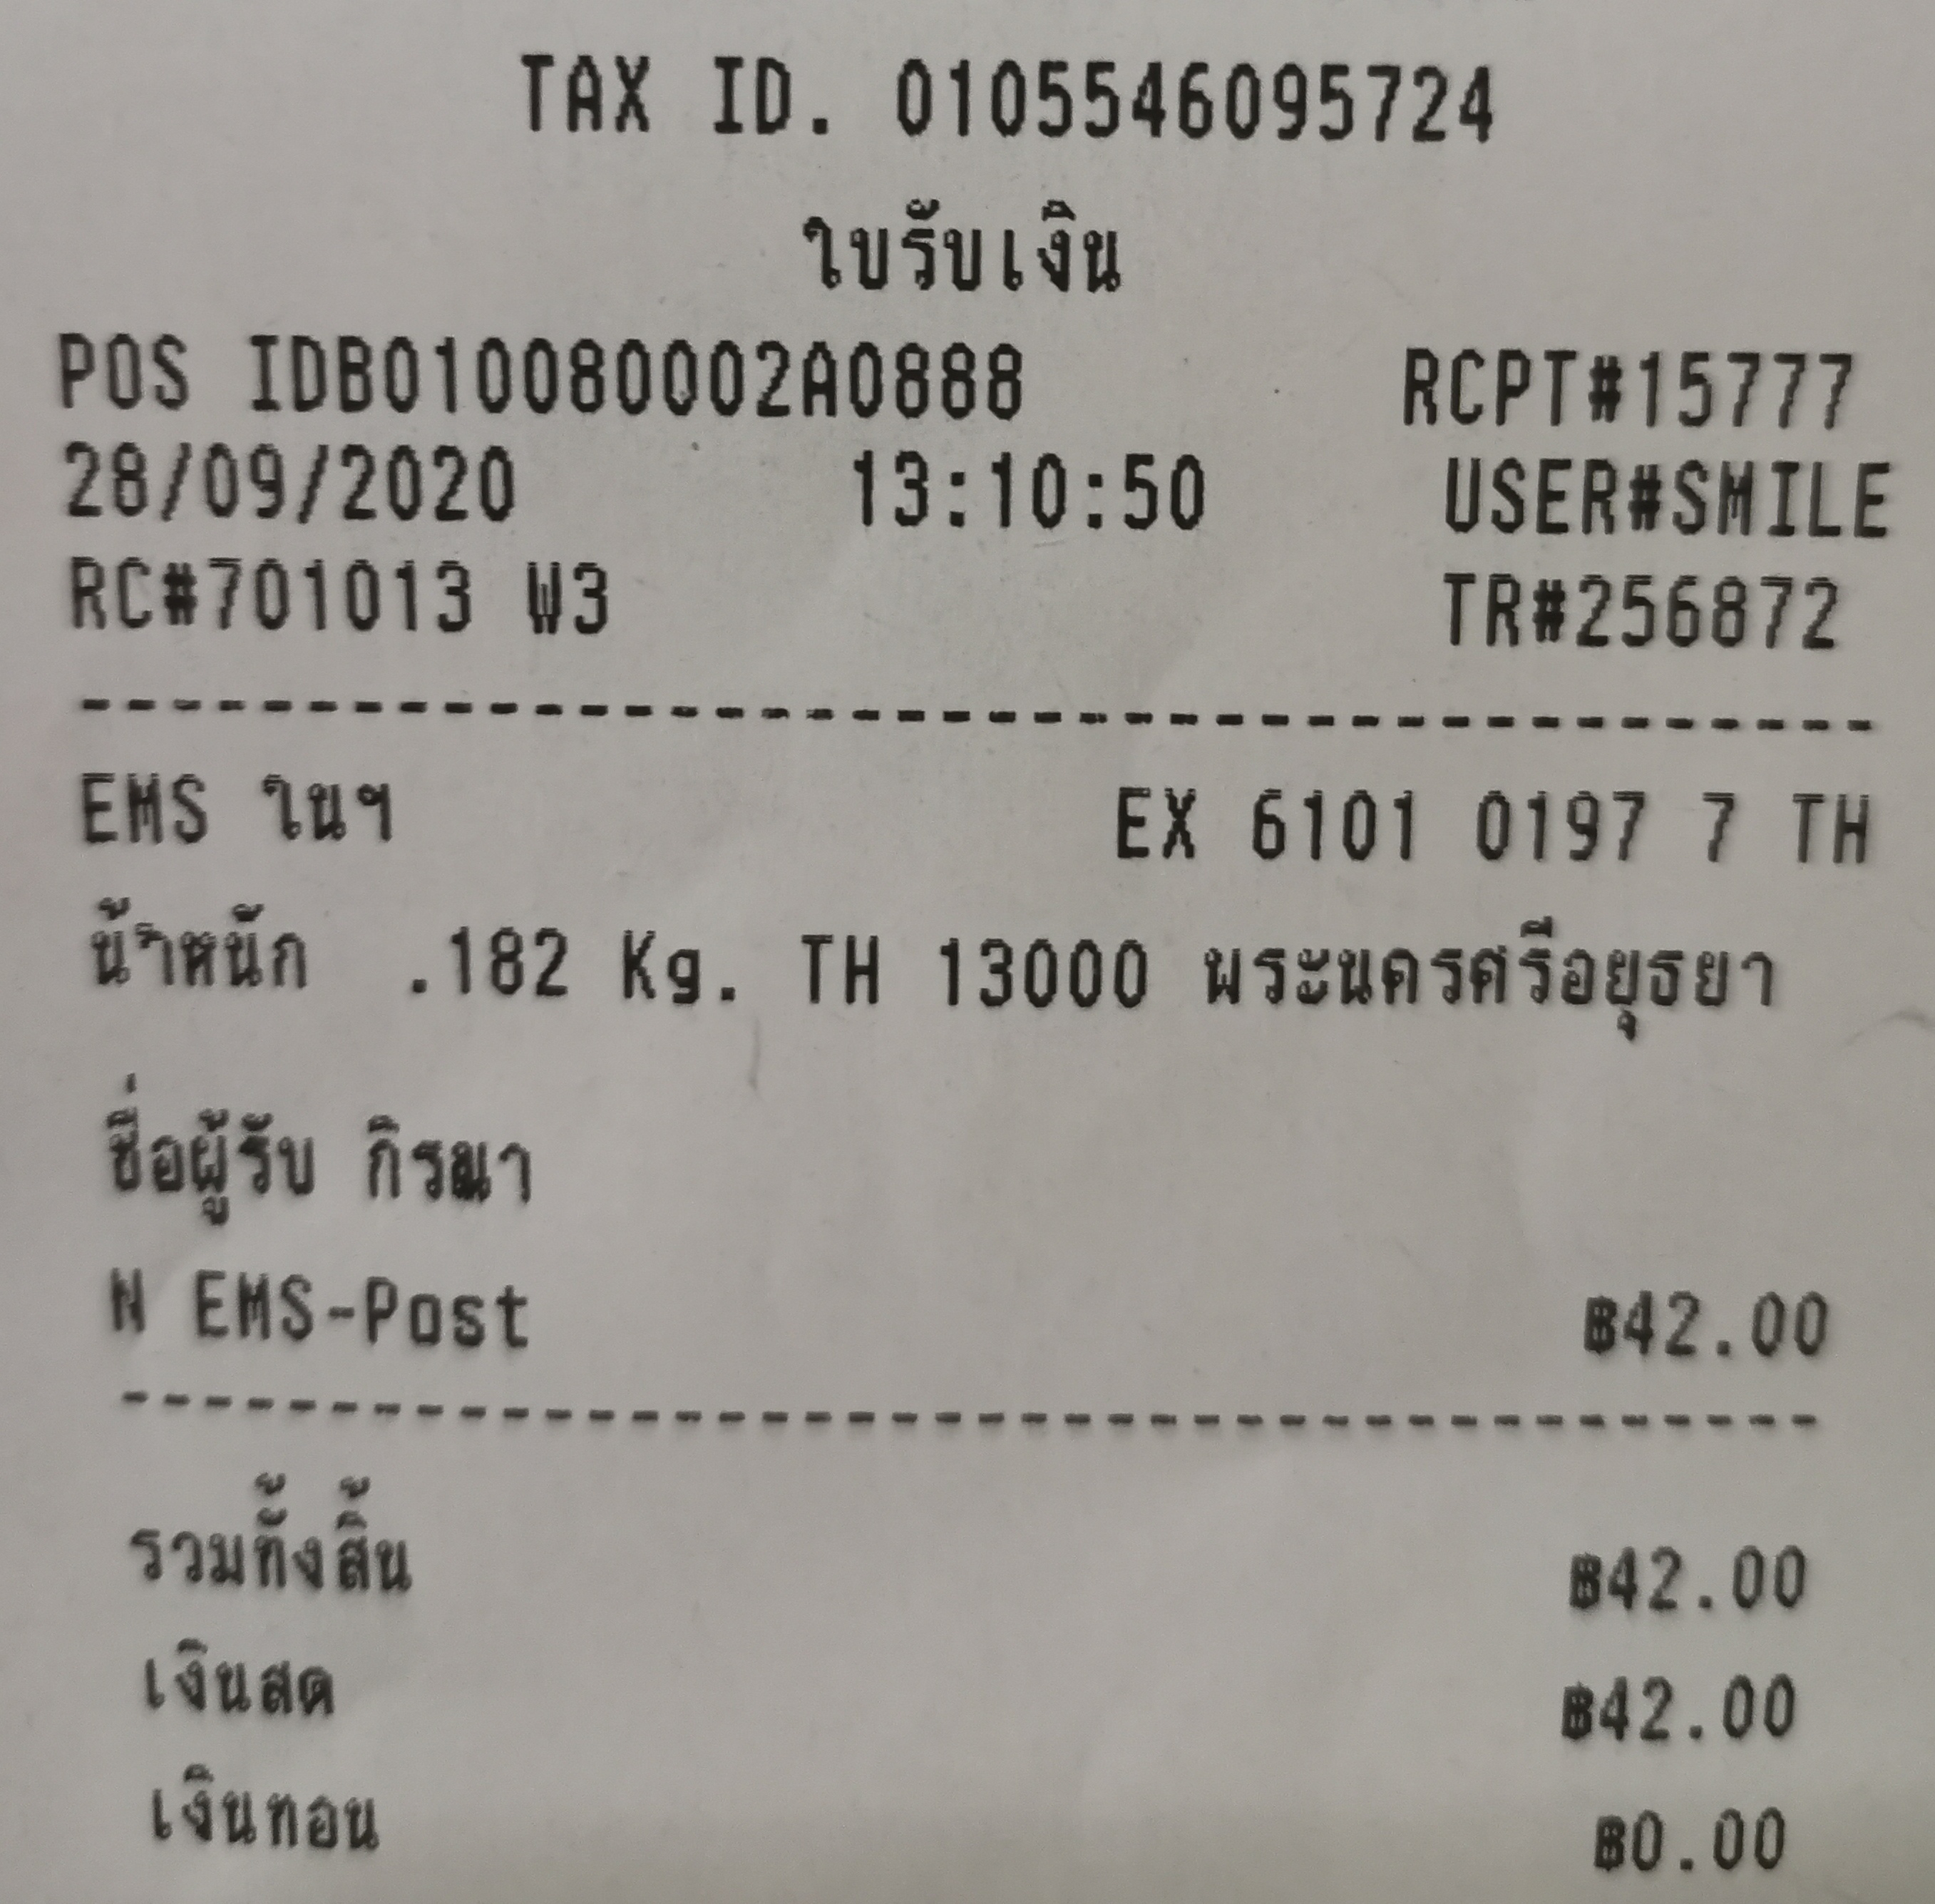 TAX ID. 0105546095724
ใบรับเงิน
POS IDB010080002A0888 RCPT#15777
28/09/2020 13:10:50 USER#SMILE
RC#701013 W3 TR#256872
EMS ในฯ EX 6101 0197 7 TH
น้ำหนัก .182 Kg. TH 13000 พระนครศรีอยุธยา
ชื่อผู้รับ กิรณา
N EMS-Post ฿42.00
รวมทั้งสิ้น ฿42.00
เงินสด ฿42.00
เงินทอน ฿0.00